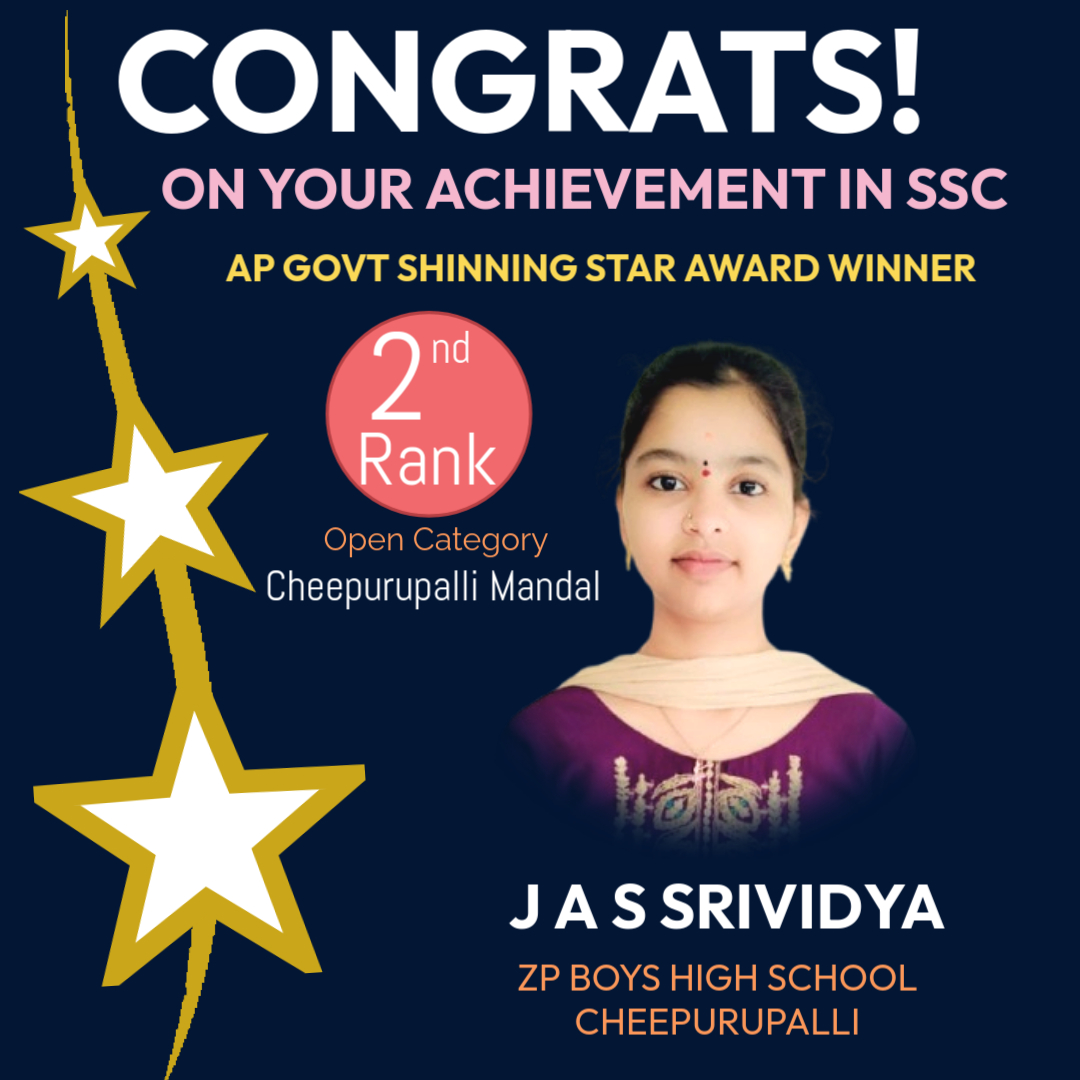 CONGRATS!
ON YOUR ACHIEVEMENT IN SSC
AP GOVT SHINNING STAR AWARD WINNER
2nd
Rank
Open Category
Cheepurupalli Mandal
J A S SRIVIDYA
ZP BOYS HIGH SCHOOL
CHEEPURUPALLI